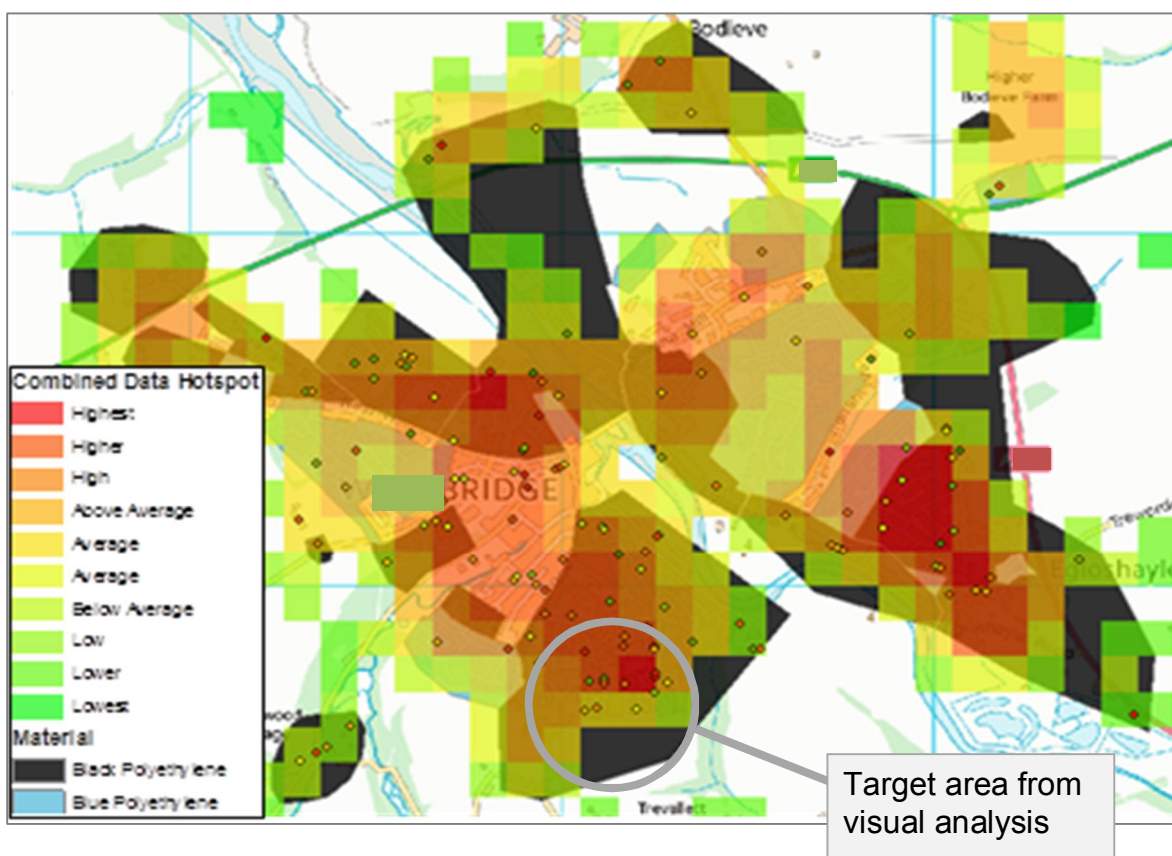 Bodieve
Higher
Bodieve Farm
BRIDGE
Egloshayle
Trevallett
Combined Data Hotspot
Highest
Higher
High
Above Average
Average
Average
Below Average
Low
Lower
Lowest
Material
Black Polyethylene
Blue Polyethylene
Target area from
visual analysis